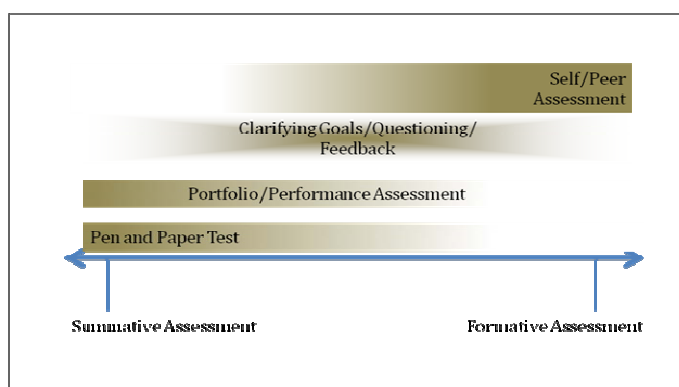 Self/Peer
Assessment
Clarifying Goals/Questioning/
Feedback
Portfolio/Performance Assessment
Pen and Paper Test
Summative Assessment
Formative Assessment